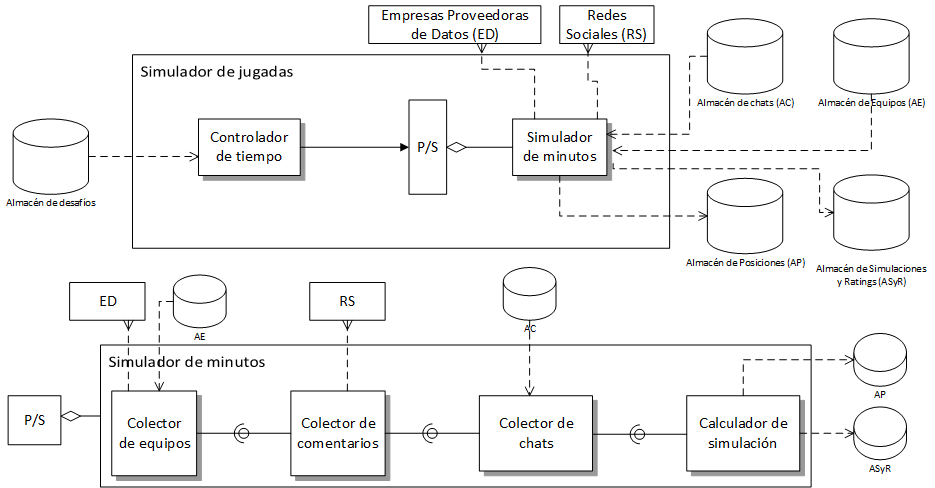 Empresas Proveedoras
de Datos (ED)
Redes
Sociales (RS)
Simulador de jugadas
Almacén de chats (AC)
Almacén de Equipos (AE)
Controlador
de tiempo
P/S
Simulador
de minutos
Almacén de desafíos
Almacén de Posiciones (AP)
Almacén de Simulaciones
y Ratings (ASyR)
ED
AE
RS
AC
Simulador de minutos
AP
P/S
Colector
de equipos
Colector de
comentarios
Colector de
chats
Calculador de
simulación
ASyR